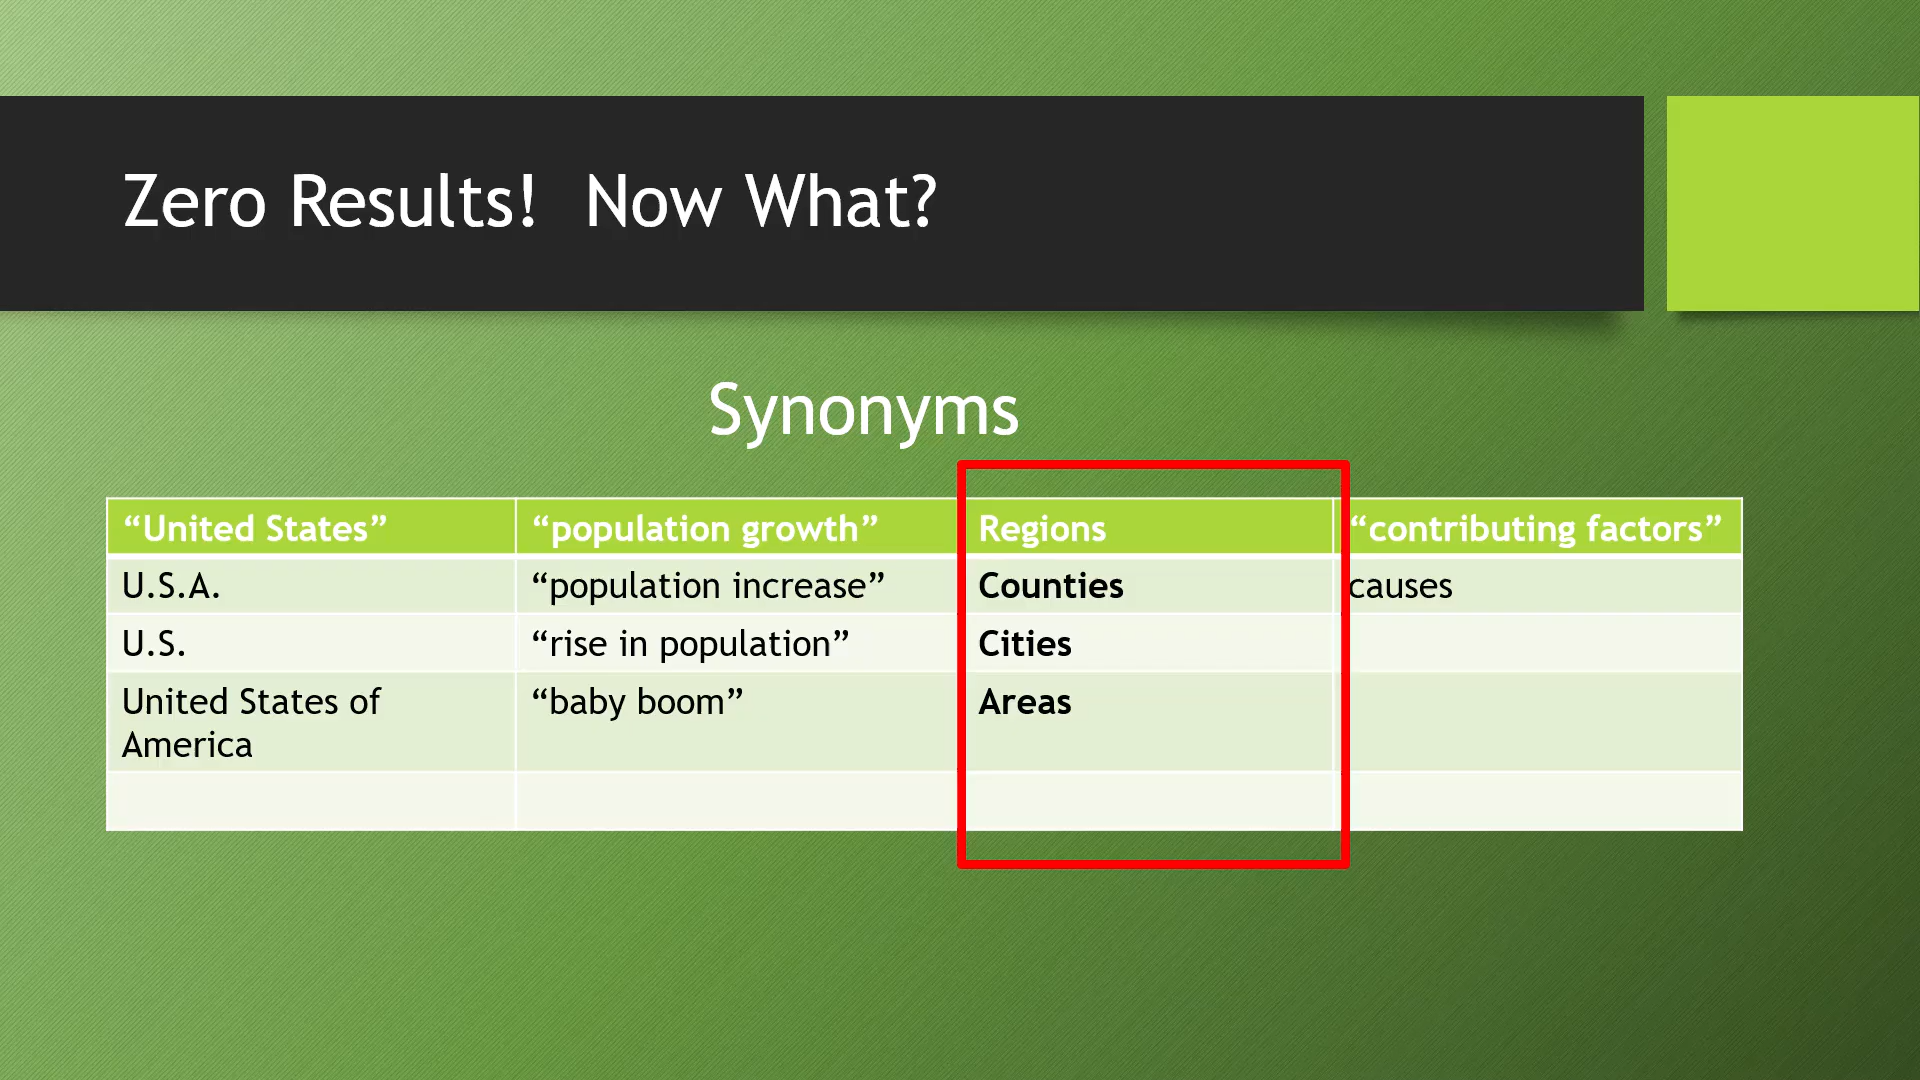 Zero Results!  Now What?
Synonyms
“United States” “population growth” Regions “contributing factors”
U.S.A. “population increase” Counties causes
U.S. “rise in population” Cities
United States of “baby boom” Areas
America